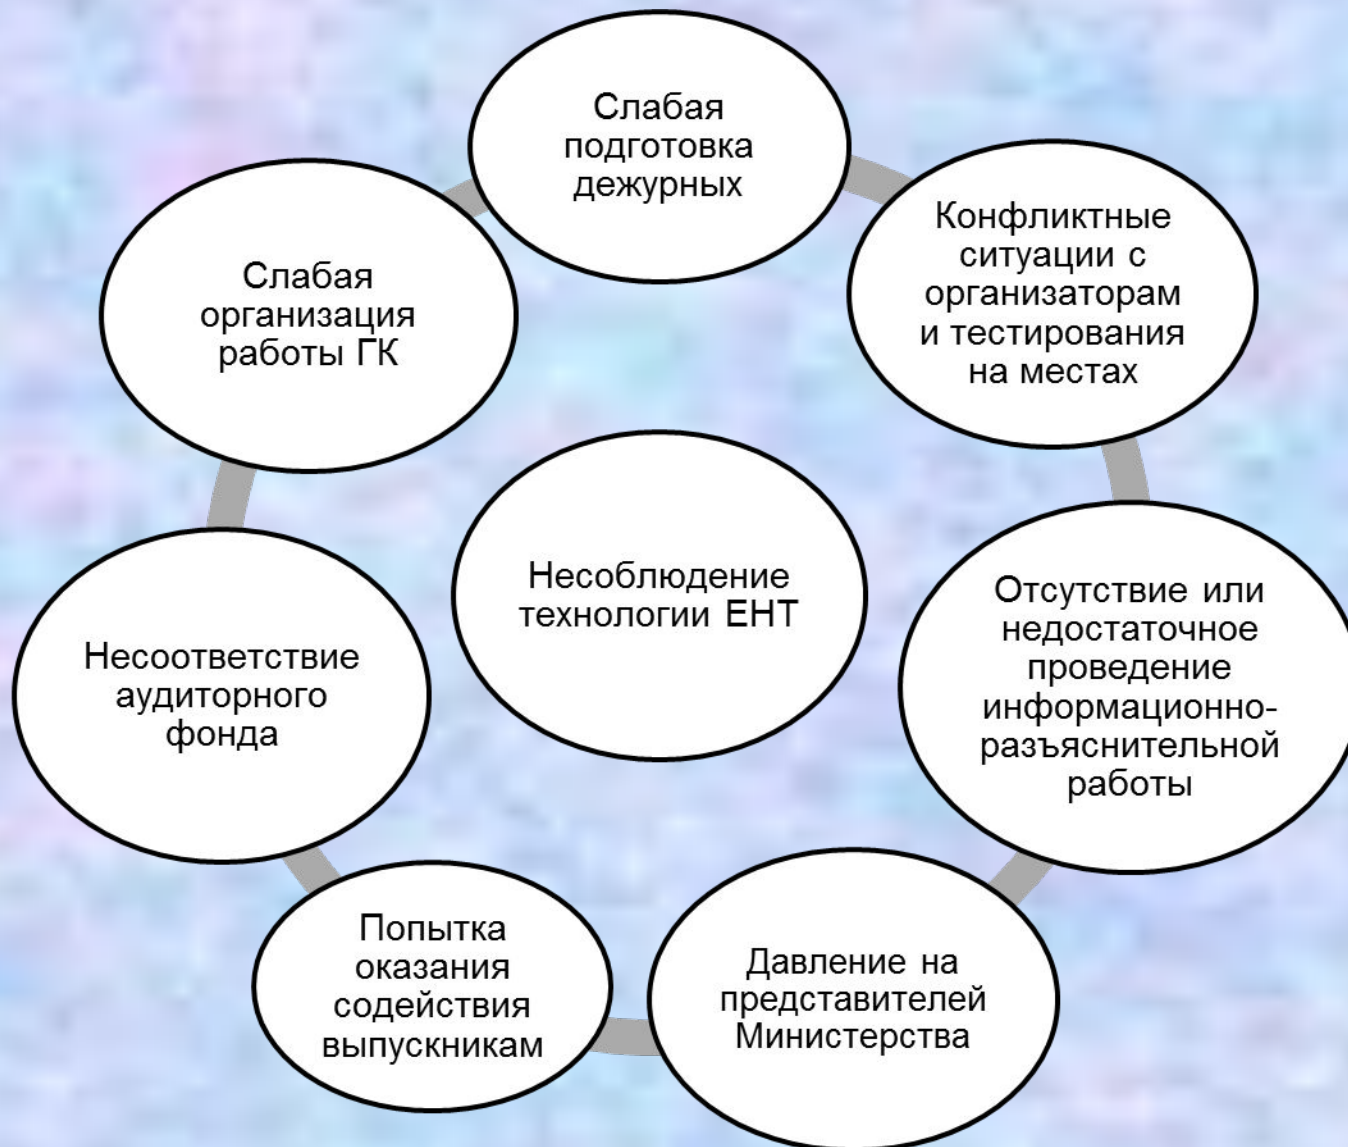 Слабая
подготовка
дежурных
Конфликтные
ситуации с
организаторам
и тестирования
на местах
Отсутствие или
недостаточное
проведение
информационно-
разъяснительной
работы
Давление на
представителей
Министерства
Попытка
оказания
содействия
выпускникам
Несоответствие
аудиторного
фонда
Слабая
организация
работы ГК
Несоблюдение
технологии ЕНТ